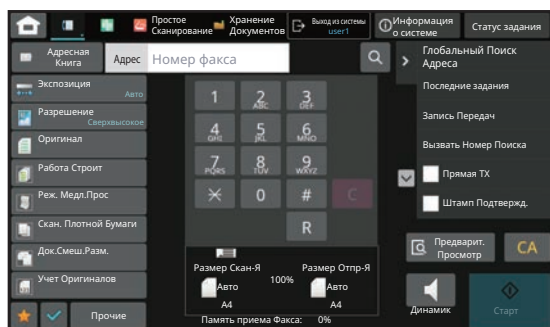 Простое Сканирование
Хранение Документов
Выход из системы
user1
Информация о системе
Статус задания
Адресная Книга
Адрес
Номер факса
Экспозиция
Авто
Разрешение
Сверхвысокое
Оригинал
Работа Строит
Реж. Медл.Прос
Скан. Плотной Бумаги
Док.Смеш.Разм.
Учет Оригиналов
Прочие
1
2
ABC
3
DEF
4
GHI
5
JKL
6
MNO
7
PQRS
8
TUV
9
WXYZ
0
#
C
R
Размер Скан-Я
100%
Размер Отпр-Я
Авто
Авто
A4
A4
Память приема Факса: 0%
Глобальный Поиск Адреса
Последние задания
Запись Передач
Вызвать Номер Поиска
Прямая TX
Штамп Подтвержд.
Предварит. Просмотр
CA
Динамик
Старт